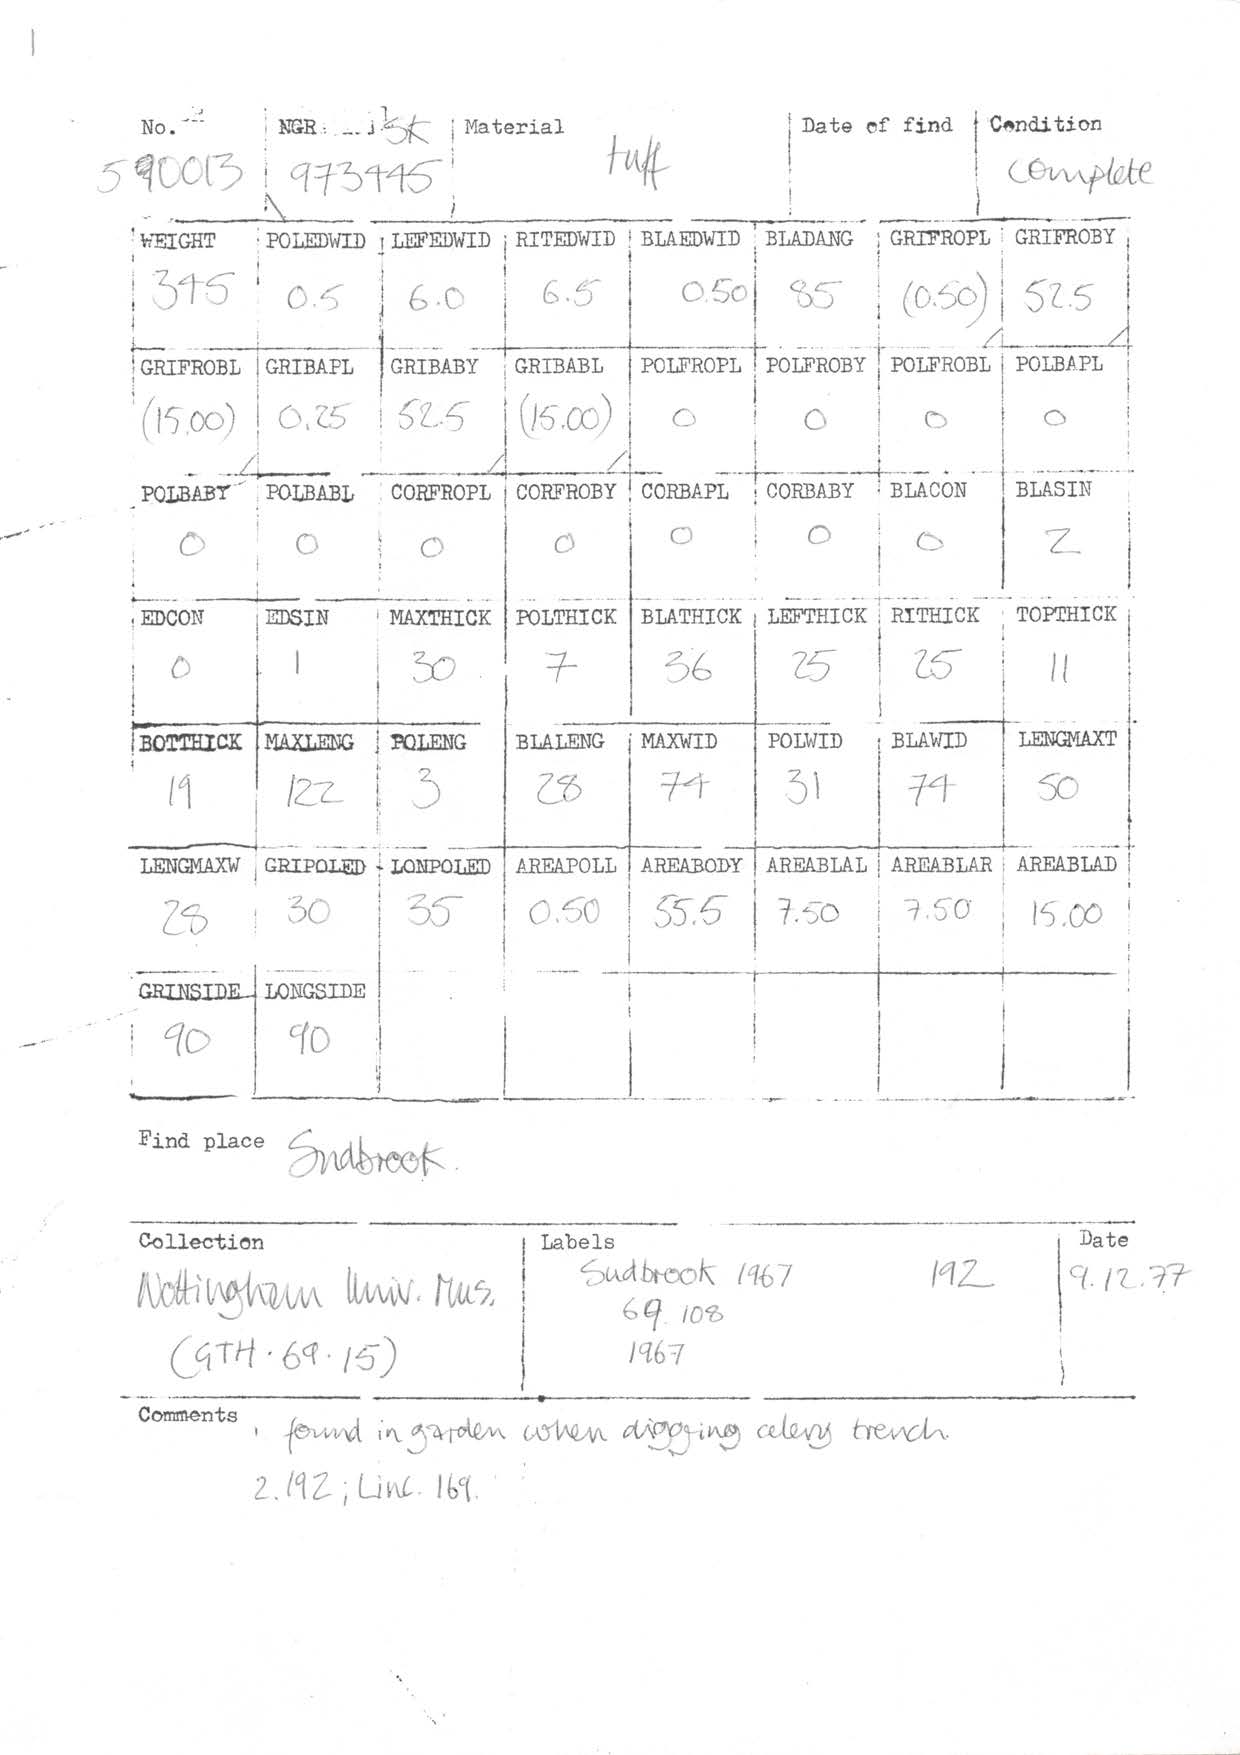 No. NGR SK Material Date of find Condition
590013 973445 tuff complete
WEIGHT POLEDWID LEFEDWID RITEDWID BLAEDWID BLADANG GRIFROPL GRIFROBY
345 0.5 6.0 6.5 0.50 85 (0.50) 52.5
GRIFROBL GRIBAPL GRIBABY GRIBABL POLFROPL POLFROBY POLFROBL POLBAPL
(15.00) 0.25 52.5 (15.00) 0 0 0 0
POLBABY POLBABL CORFROPL CORFROBY CORBAPL CORBABY BLACON BLASIN
0 0 0 0 0 0 0 2
EDCON EDSIN MAXTHICK POLTHICK BLATHICK LEFTHICK RITHICK TOPTHICK
0 1 30 7 36 25 25 11
BOTTHICK MAXLENG POLENG BLALENG MAXWID POLWID BLAWID LENGMAXT
19 122 3 28 74 31 74 50
LENGMAXW GRIPOLED LONPOLED AREAPOLL AREABODY AREABLAL AREABLAR AREABLAD
28 30 35 0.50 55.5 7.50 7.50 15.00
GRINSIDE LONGSIDE
90 90
Find place Sudbrook.
Collection Labels Date
Nottingham Univ. Mus. Sudbrook 1967 192 9.12.77
69.108
(GTH.69.15) 1967
Comments found in garden when digging celery trench.
2.192; Linc. 169.